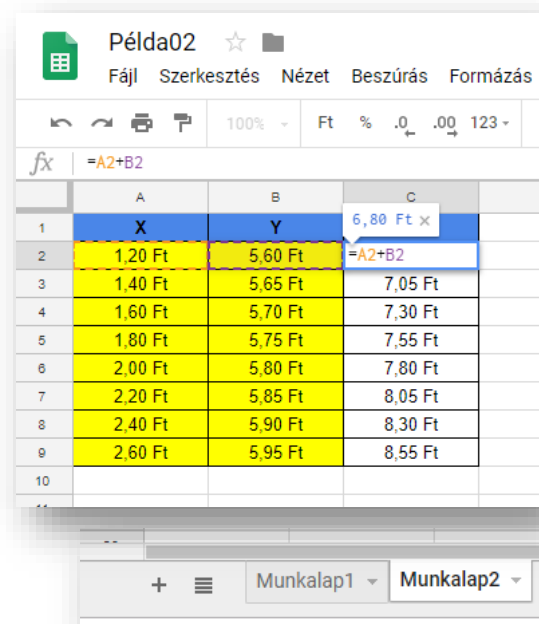 Példa02
Fájl Szerkesztés Nézet Beszúrás Formázás
100% Ft % .0 .00 123
fx =A2+B2
A B C
6,80 Ft ×
1 X Y
2 1,20 Ft 5,60 Ft =A2+B2
3 1,40 Ft 5,65 Ft 7,05 Ft
4 1,60 Ft 5,70 Ft 7,30 Ft
5 1,80 Ft 5,75 Ft 7,55 Ft
6 2,00 Ft 5,80 Ft 7,80 Ft
7 2,20 Ft 5,85 Ft 8,05 Ft
8 2,40 Ft 5,90 Ft 8,30 Ft
9 2,60 Ft 5,95 Ft 8,55 Ft
10
Munkalap1 Munkalap2